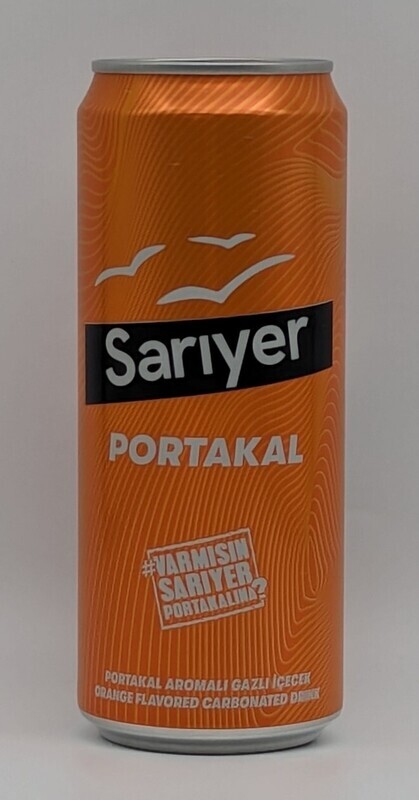 Sarıyer
PORTAKAL
#VARMISIN
SARIYER
PORTAKALINA?
PORTAKAL AROMALI GAZLI İÇECEK
ORANGE FLAVORED CARBONATED DRINK